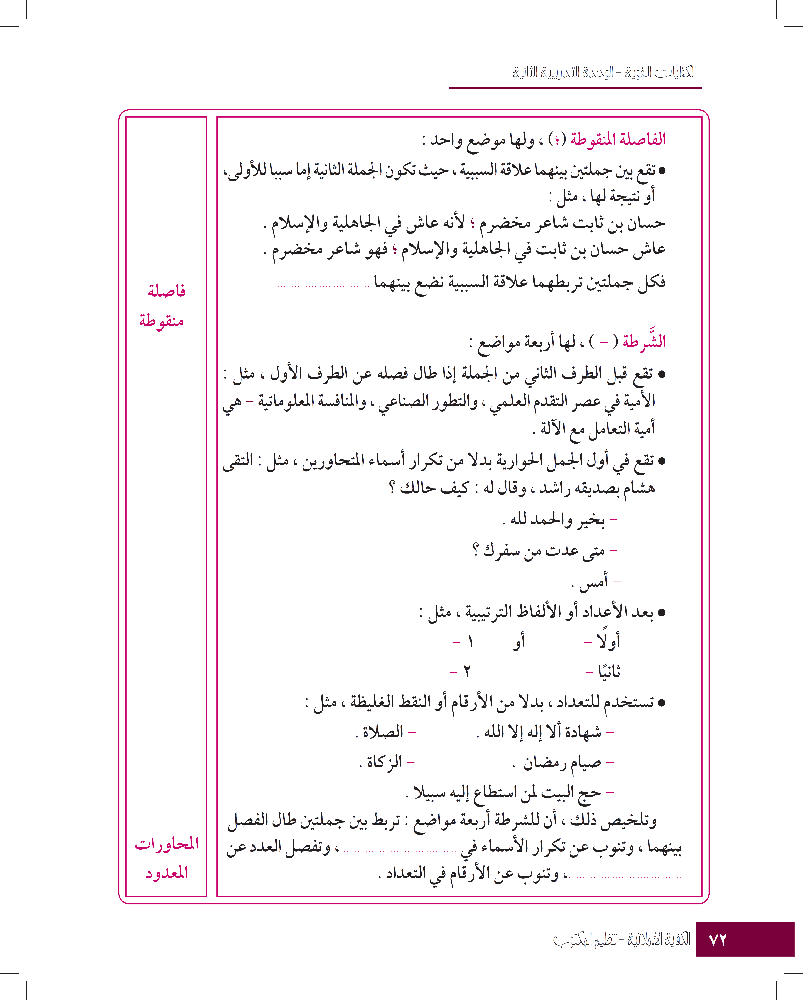 الكفايات اللغوية - الوحدة التدريبية الثانية
الفاصلة المنقوطة (؛) ، ولها موضع واحد :
● تقع بين جملتين بينهما علاقة السببية ، حيث تكون الجملة الثانية إما سببا للأولى،
أو نتيجة لها ، مثل :
حسان بن ثابت شاعر مخضرم ؛ لأنه عاش في الجاهلية والإسلام .
عاش حسان بن ثابت في الجاهلية والإسلام ؛ فهو شاعر مخضرم .
فكل جملتين تربطهما علاقة السببية نضع بينهما ...................................
فاصلة
منقوطة
الشَّرطة ( - ) ، لها أربعة مواضع :
● تقع قبل الطرف الثاني من الجملة إذا طال فصله عن الطرف الأول ، مثل :
الأمية في عصر التقدم العلمي ، والتطور الصناعي ، والمنافسة المعلوماتية - هي
أمية التعامل مع الآلة .
● تقع في أول الجمل الحوارية بدلا من تكرار أسماء المتحاورين ، مثل : التقى
هشام بصديقه راشد ، وقال له : كيف حالك ؟
- بخير والحمد لله .
- متى عدت من سفرك ؟
- أمس .
● بعد الأعداد أو الألفاظ الترتيبية ، مثل :
أولًا - أو ١ -
ثانيًا - ٢ -
● تستخدم للتعداد ، بدلا من الأرقام أو النقط الغليظة ، مثل :
- شهادة ألا إله إلا الله . - الصلاة .
- صيام رمضان . - الزكاة .
- حج البيت لمن استطاع إليه سبيلا .
وتلخيص ذلك ، أن للشرطة أربعة مواضع : تربط بين جملتين طال الفصل
بينهما ، وتنوب عن تكرار الأسماء في ........................................ ، وتفصل العدد عن
........................................، وتنوب عن الأرقام في التعداد .
المحاورات
المعدود
٧٢
الكفاية الأملائية - تنظيم المكتوب